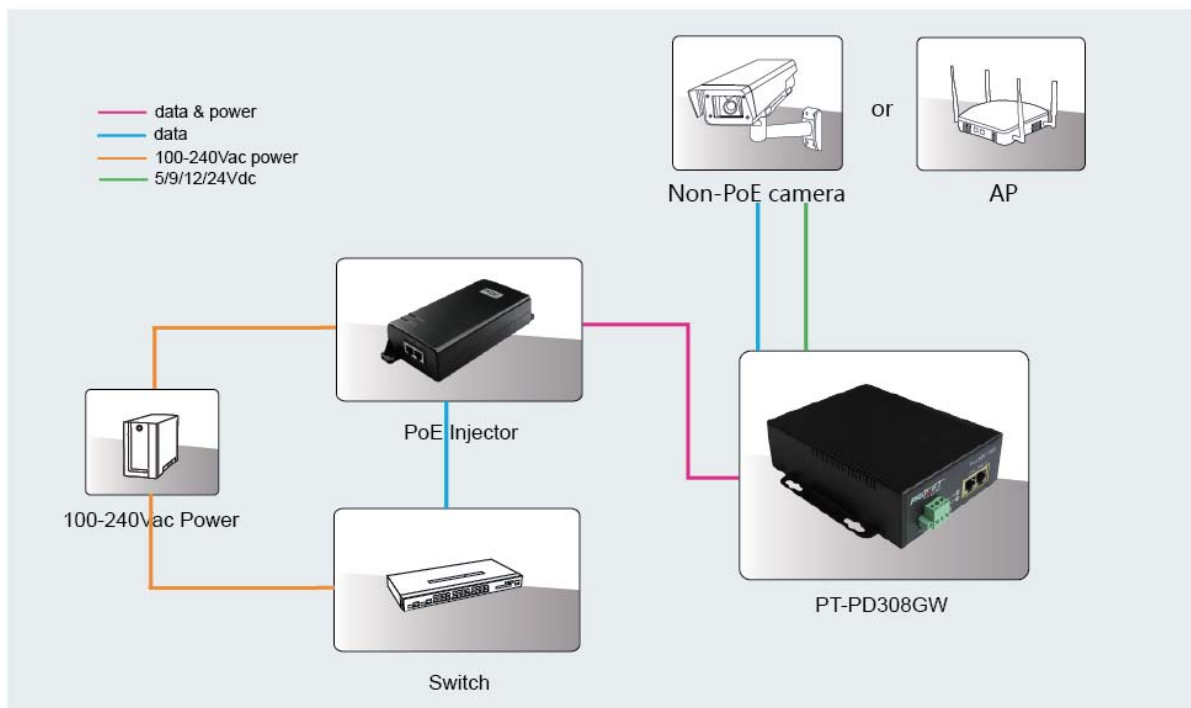 data & power
data
100-240Vac power
5/9/12/24Vdc
or
Non-PoE camera
AP
PoE Injector
100-240Vac Power
PT-PD308GW
Switch